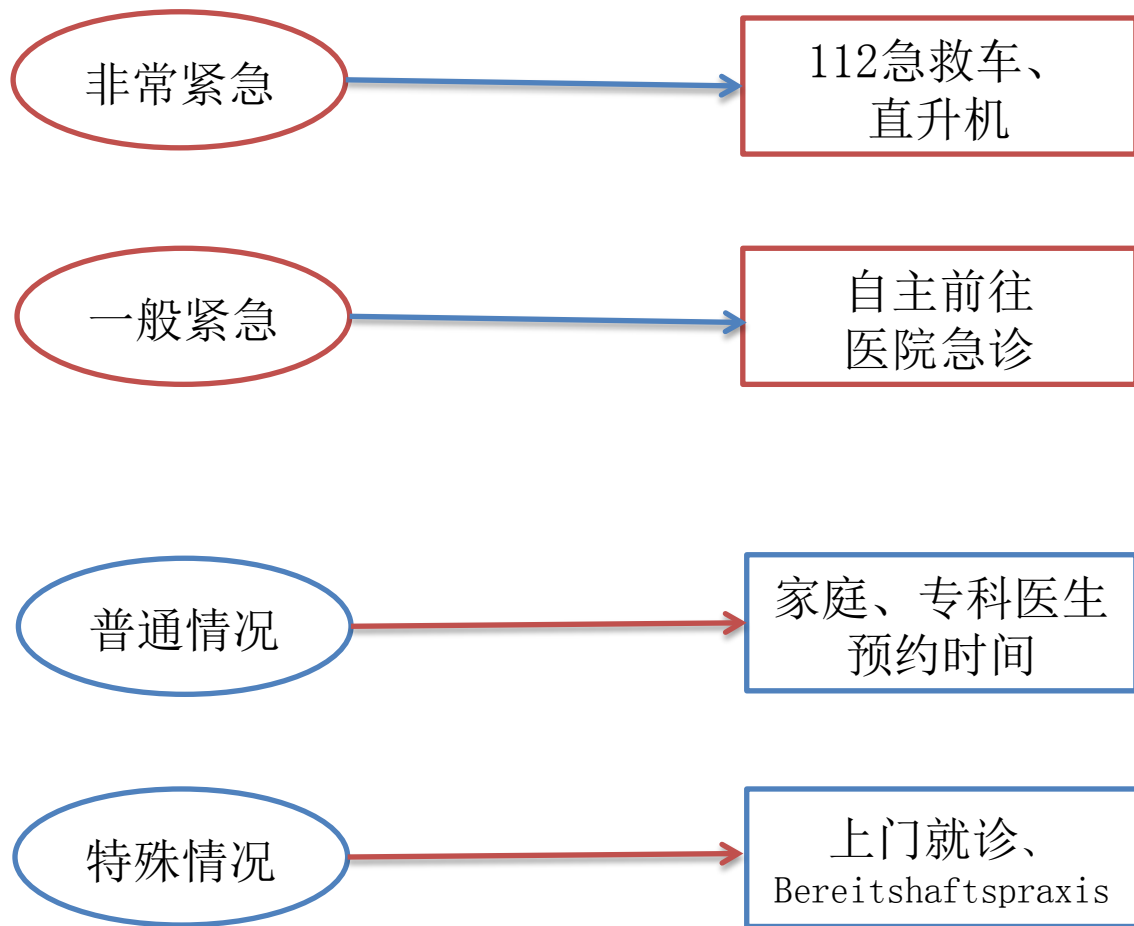 非常紧急
112急救车、
直升机
一般紧急
自主前往
医院急诊
普通情况
家庭、专科医生
预约时间
特殊情况
上门就诊、
Bereitshaftspraxis